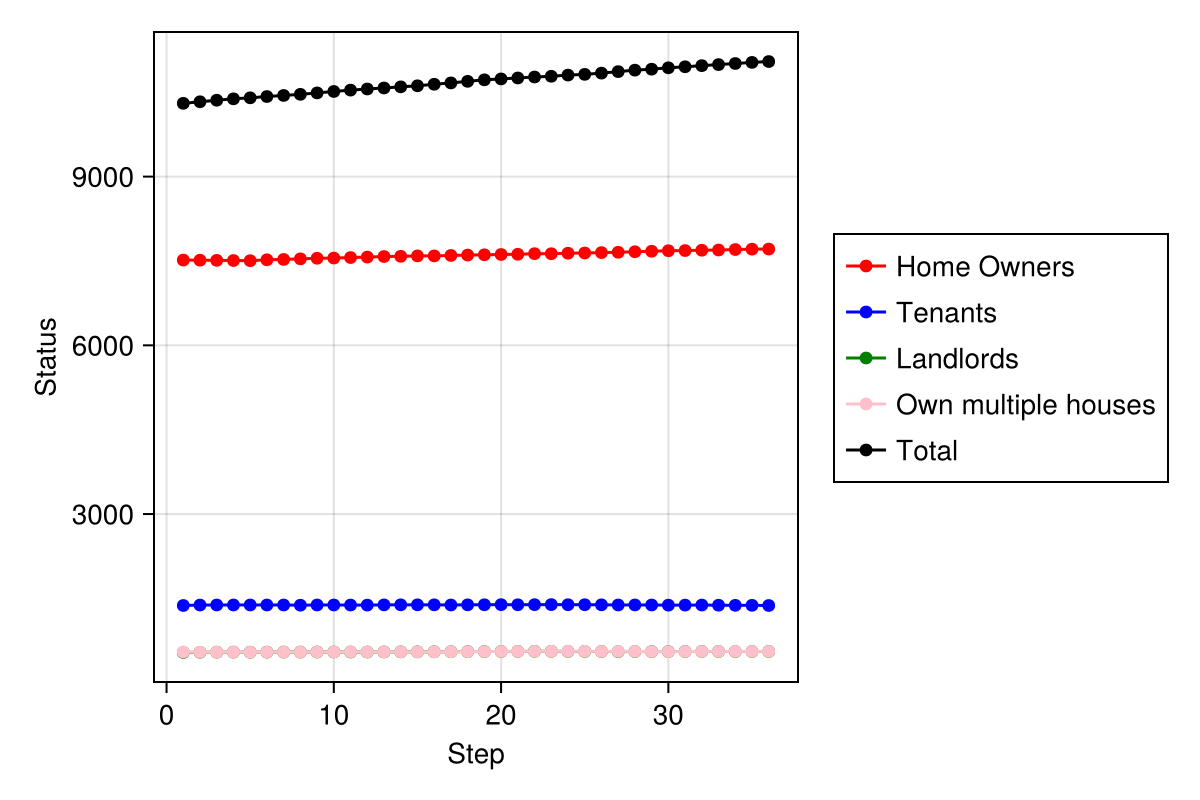 9000
6000
3000
Status
0 10 20 30
Step
Home Owners
Tenants
Landlords
Own multiple houses
Total